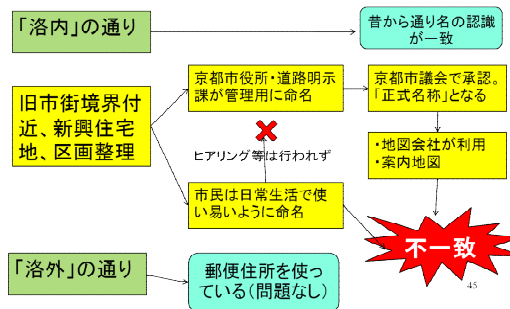 「洛内」の通り
昔から通り名の認識
が一致
旧市街境界付
近、新興住宅
地、区画整理
京都市役所・道路明示
課が管理用に命名
京都市議会で承認。
「正式名称」となる
ヒアリング等は行われず
・地図会社が利用
・案内地図
市民は日常生活で使
い易いように命名
不一致
45
「洛外」の通り
郵便住所を使っ
ている(問題なし)